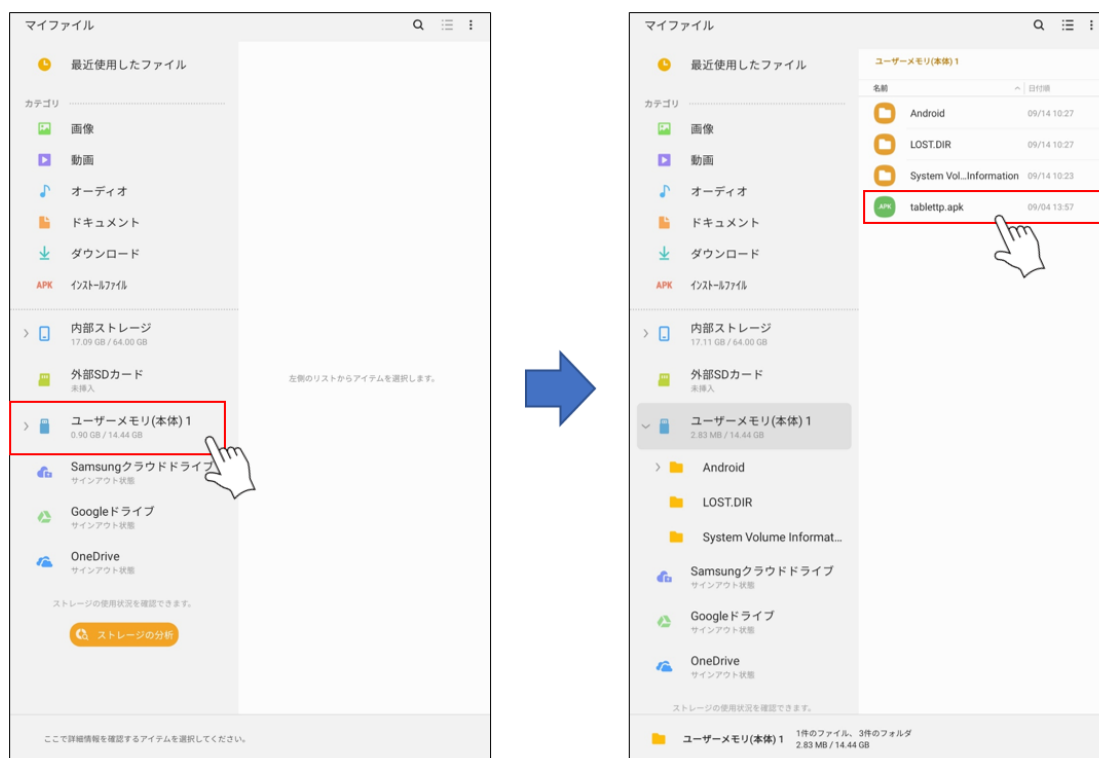 マイファイル
最近使用したファイル
カテゴリ
画像
動画
オーディオ
ドキュメント
ダウンロード
APK インストールファイル
内部ストレージ
17.09 GB / 64.00 GB
外部SDカード
未挿入
ユーザーメモリ(本体) 1
0.90 GB / 14.44 GB
Samsungクラウドドライブ
サインアウト状態
Googleドライブ
サインアウト状態
OneDrive
サインアウト状態
ストレージの使用状況を確認できます。
ストレージの分析
左側のリストからアイテムを選択します。
ここで詳細情報を確認するアイテムを選択してください。
マイファイル
最近使用したファイル
カテゴリ
画像
動画
オーディオ
ドキュメント
ダウンロード
APK インストールファイル
内部ストレージ
17.11 GB / 64.00 GB
外部SDカード
未挿入
ユーザーメモリ(本体) 1
2.83 MB / 14.44 GB
Android
LOST.DIR
System Volume Informat...
Samsungクラウドドライブ
サインアウト状態
Googleドライブ
サインアウト状態
OneDrive
サインアウト状態
ストレージの使用状況を確認できます。
ユーザーメモリ(本体) 1
名前 日付順
Android 09/14 10:27
LOST.DIR 09/14 10:27
System Vol...Information 09/14 10:23
APK tablettp.apk 09/04 13:57
ユーザーメモリ(本体) 1
1件のファイル、3件のフォルダ
2.83 MB / 14.44 GB